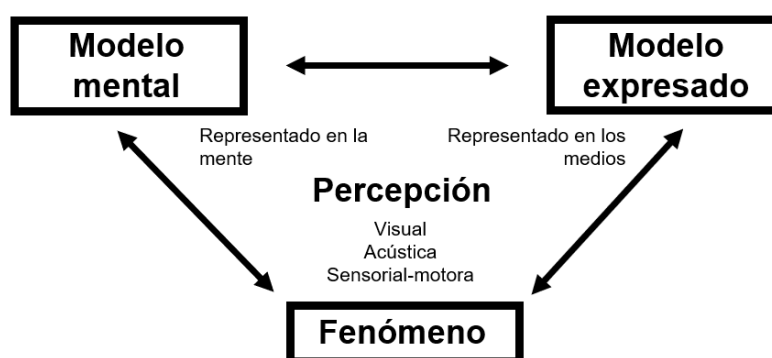 Modelo
mental
Modelo
expresado
Representado en la
mente
Representado en los
medios
Percepción
Visual
Acústica
Sensorial-motora
Fenómeno